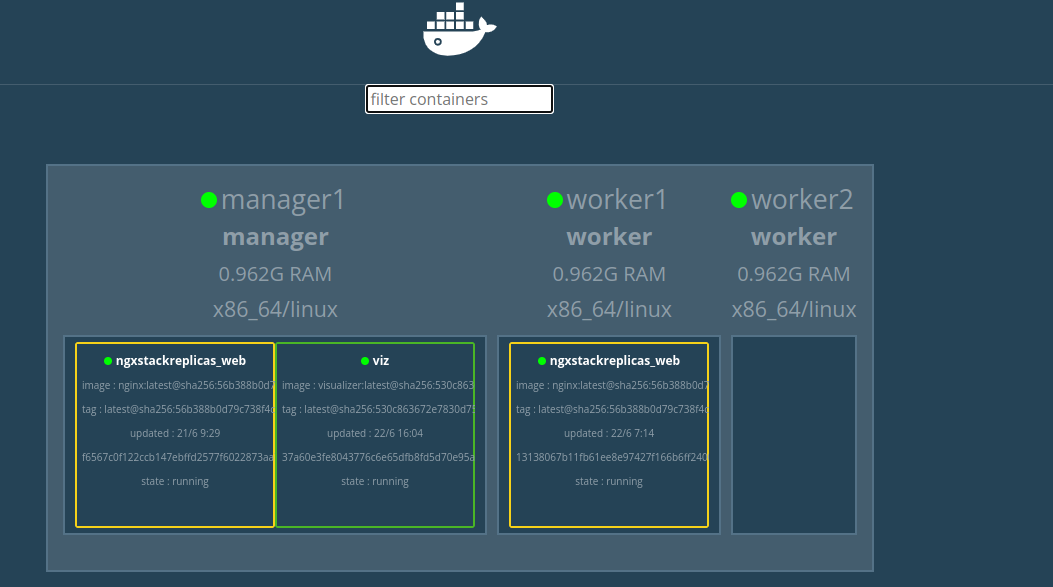 filter containers
manager1
manager
0.962G RAM
x86_64/linux
worker1
worker
0.962G RAM
x86_64/linux
worker2
worker
0.962G RAM
x86_64/linux
ngxstackreplicas_web
image : nginx:latest@sha256:56b388b0d7
tag : latest@sha256:56b388b0d79c738f4c
updated : 21/6 9:29
f6567c0f122ccb147ebffd2577f6022873aa
state : running
viz
image : visualizer:latest@sha256:530c863
tag : latest@sha256:530c863672e7830d7
updated : 22/6 16:04
37a60e3fe8043776c6e65dfb8fd5d70e95a
state : running
ngxstackreplicas_web
image : nginx:latest@sha256:56b388b0d7
tag : latest@sha256:56b388b0d79c738f4c
updated : 22/6 7:14
13138067b11fb61ee8e97427f166b6ff240
state : running